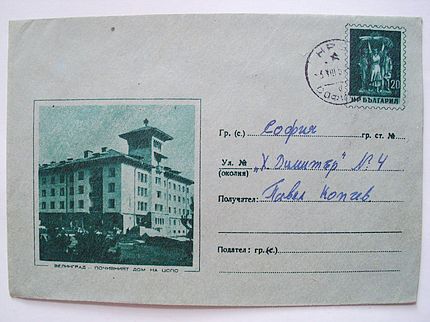 20
НР БЪЛГАРИЯ
Гр. (с.) София гр. ст. №
Ул. № „Х. Димитър" № 4
(околия)
Получател: Павел Копчев
Подател: гр. (с.)
ВЕЛИНГРАД - ПОЧИВНИЯТ ДОМ НА ЦСПС